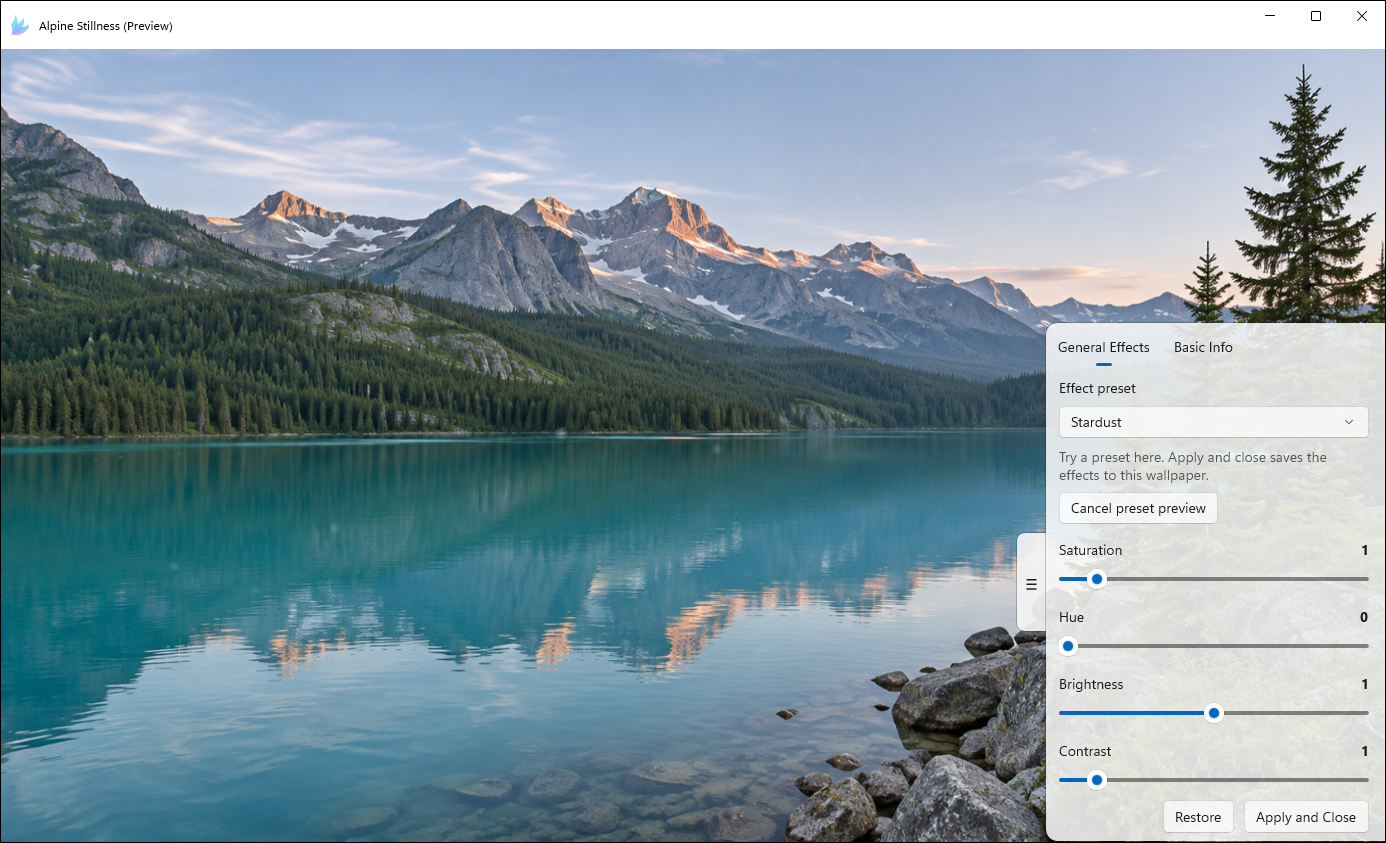 Alpine Stillness (Preview)
General Effects Basic Info
Effect preset
Stardust
Try a preset here. Apply and close saves the
effects to this wallpaper.
Cancel preset preview
Saturation 1
Hue 0
Brightness 1
Contrast 1
Restore Apply and Close